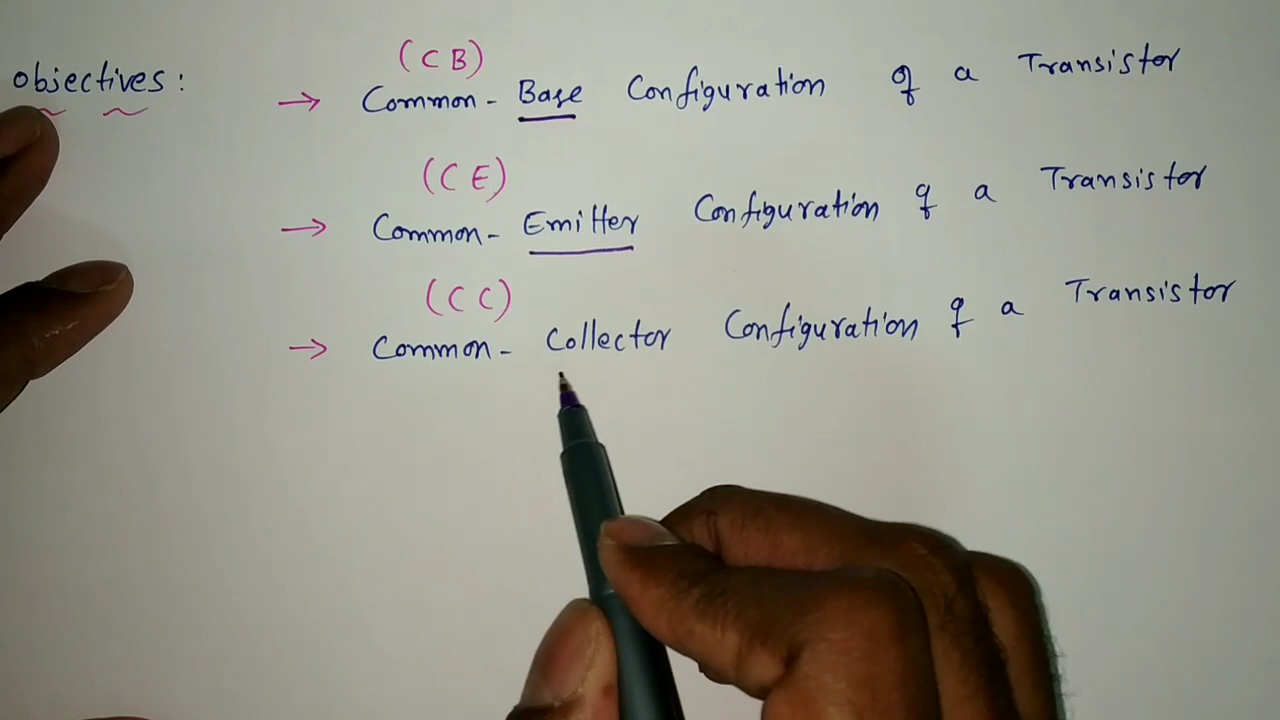 objectives:
(CB)
→ Common-Base Configuration of a Transistor
(CE)
→ Common-Emitter Configuration of a Transistor
(CC)
→ Common-Collector Configuration of a Transistor